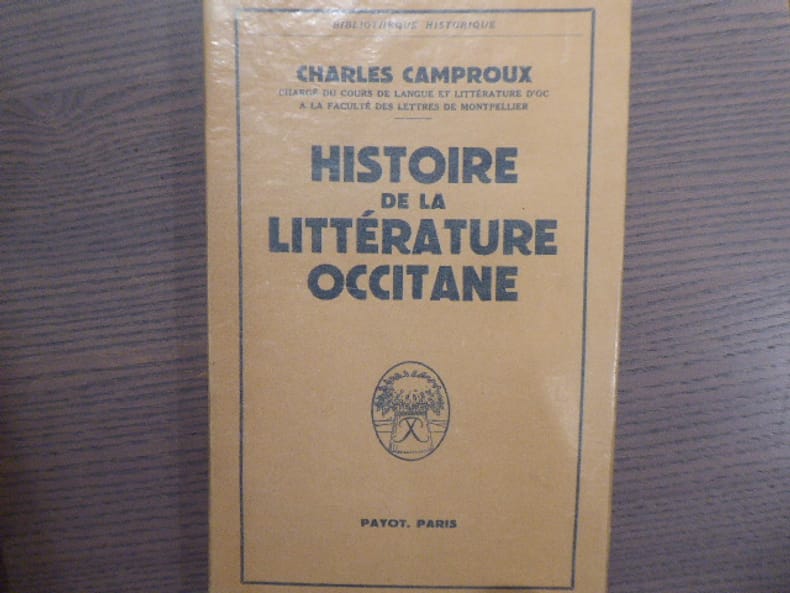 BIBLIOTHÈQUE HISTORIQUE
CHARLES CAMPROUX
CHARGÉ DU COURS DE LANGUE ET LITTÉRATURE D'OC
A LA FACULTÉ DES LETTRES DE MONTPELLIER
HISTOIRE
DE LA
LITTÉRATURE
OCCITANE
PAYOT, PARIS